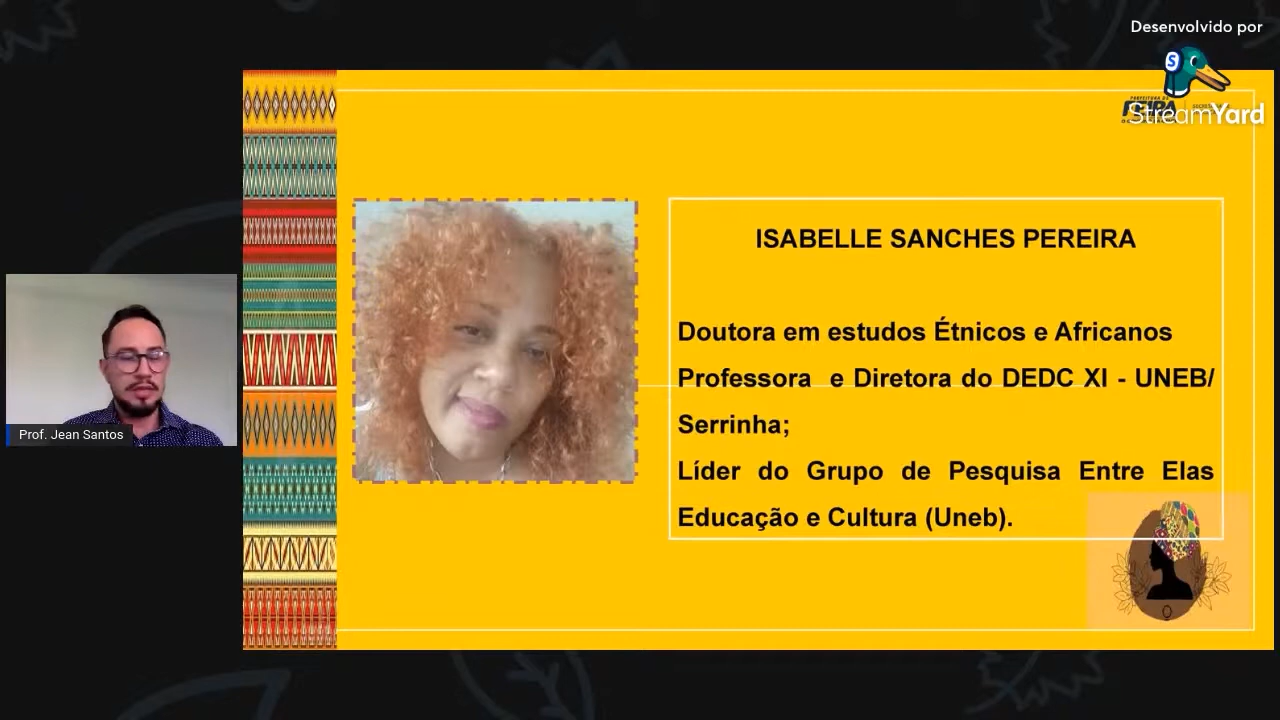 Desenvolvido por
StreamYard
FEIRA
ISABELLE SANCHES PEREIRA
Doutora em estudos Étnicos e Africanos
Professora e Diretora do DEDC XI - UNEB/
Serrinha;
Líder do Grupo de Pesquisa Entre Elas
Educação e Cultura (Uneb).
Prof. Jean Santos